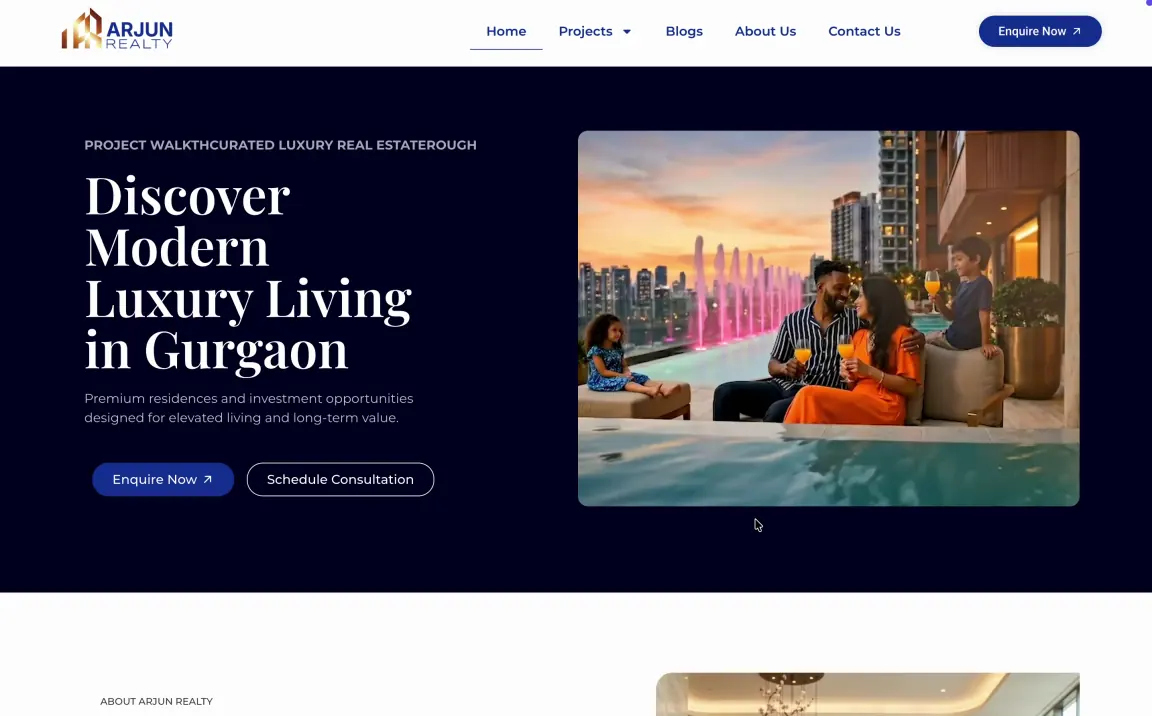 ARJUN
REALTY
Home
Projects
Blogs
About Us
Contact Us
Enquire Now
PROJECT WALKTHCURATED LUXURY REAL ESTATEROUGH
Discover
Modern
Luxury Living
in Gurgaon
Premium residences and investment opportunities
designed for elevated living and long-term value.
Enquire Now
Schedule Consultation
ABOUT ARJUN REALTY